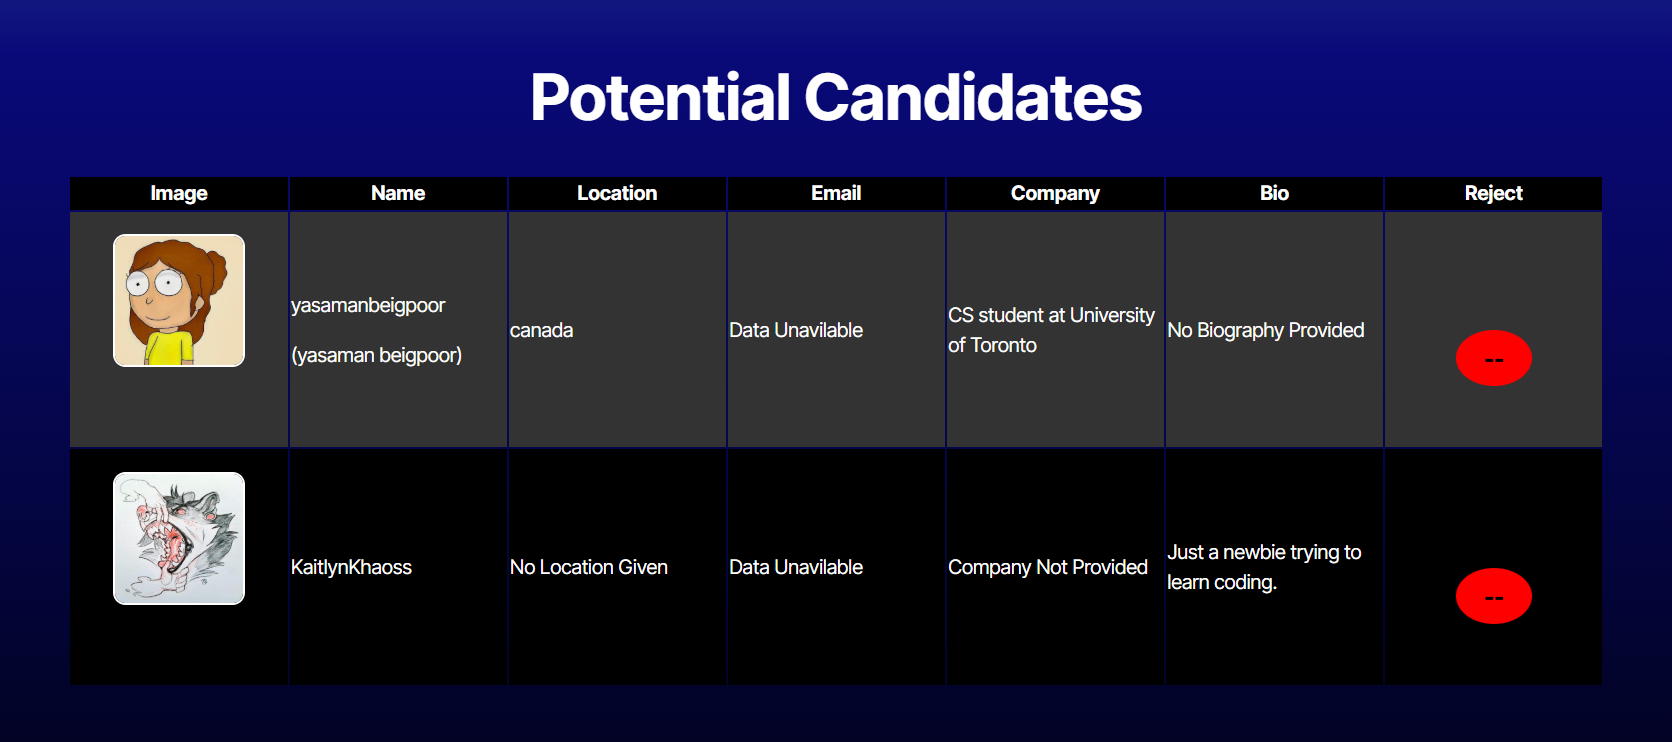 Potential Candidates
Image Name Location Email Company Bio Reject
yasamanbeigpoor
(yasaman beigpoor)
canada
Data Unavilable
CS student at University
of Toronto
No Biography Provided
--
KaitlynKhaoss
No Location Given
Data Unavilable
Company Not Provided
Just a newbie trying to
learn coding.
--